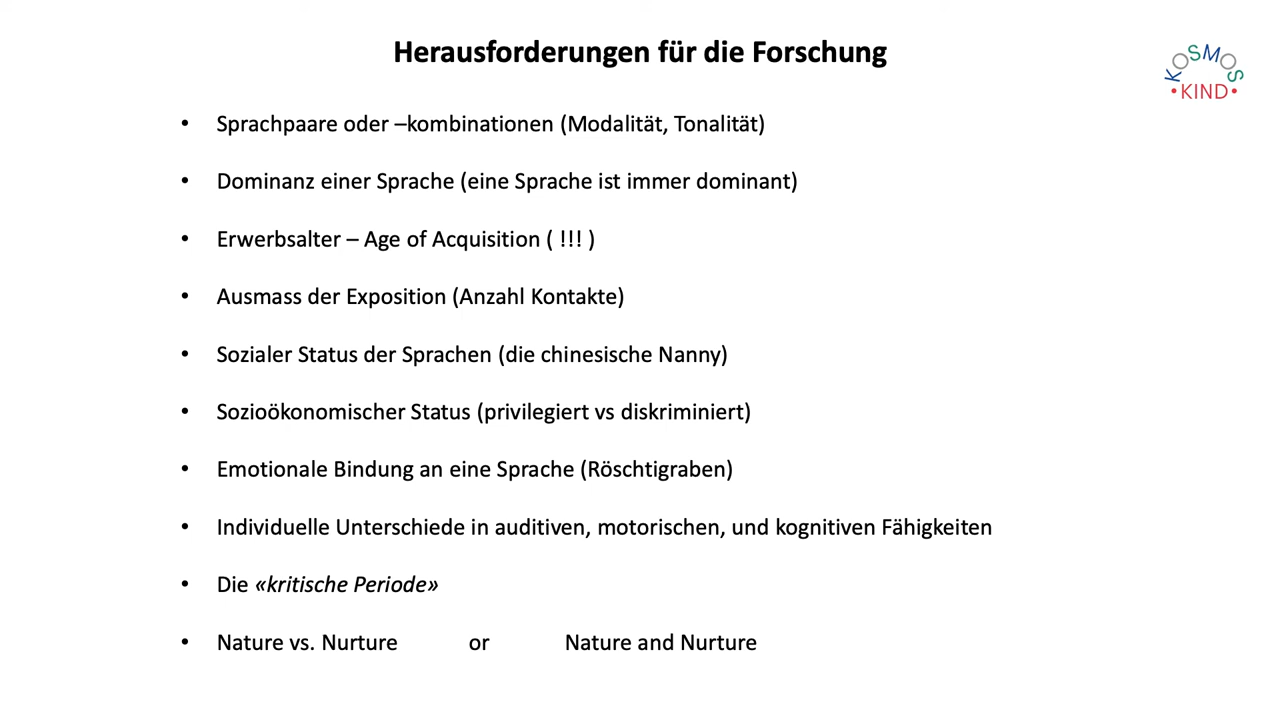 Herausforderungen für die Forschung
KOSMOS
•KIND•
• Sprachpaare oder –kombinationen (Modalität, Tonalität)
• Dominanz einer Sprache (eine Sprache ist immer dominant)
• Erwerbsalter – Age of Acquisition ( !!! )
• Ausmass der Exposition (Anzahl Kontakte)
• Sozialer Status der Sprachen (die chinesische Nanny)
• Sozioökonomischer Status (privilegiert vs diskriminiert)
• Emotionale Bindung an eine Sprache (Röschtigraben)
• Individuelle Unterschiede in auditiven, motorischen, und kognitiven Fähigkeiten
• Die «kritische Periode»
• Nature vs. Nurture or Nature and Nurture